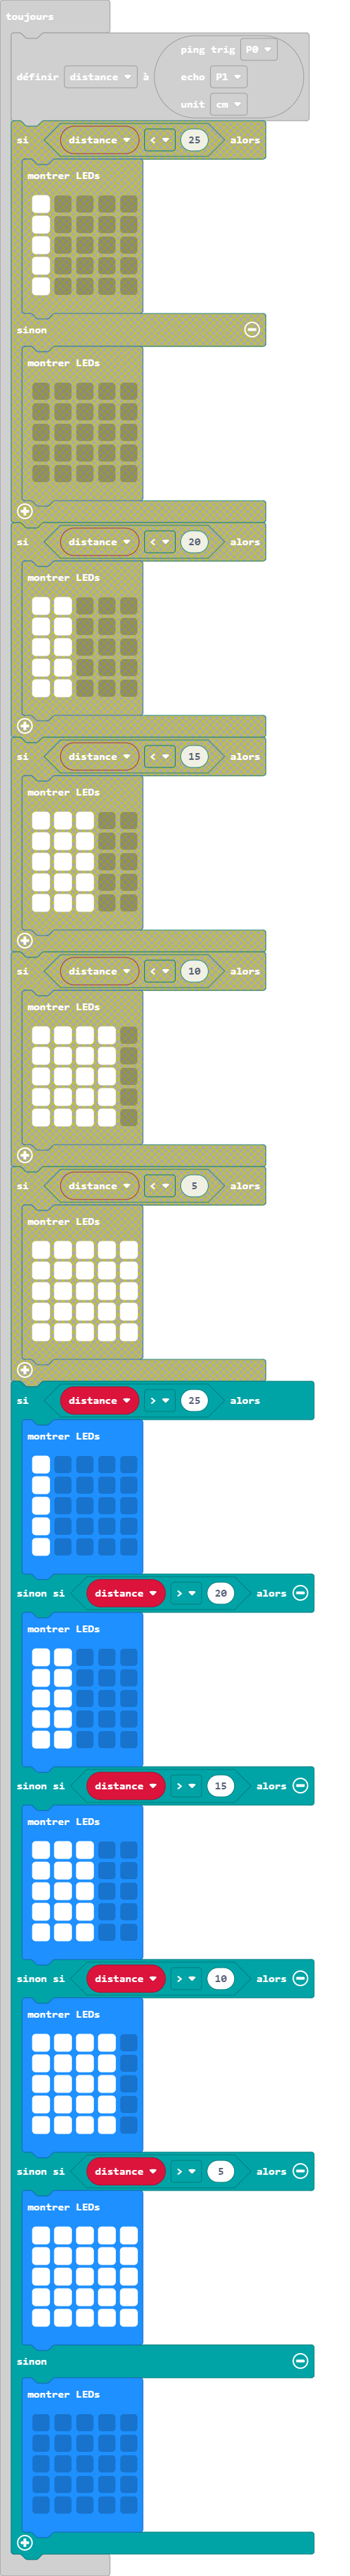 toujours
ping trig P0
définir distance à echo P1
unit cm
si distance < 25 alors
montrer LEDs
sinon
montrer LEDs
si distance < 20 alors
montrer LEDs
si distance < 15 alors
montrer LEDs
si distance < 10 alors
montrer LEDs
si distance < 5 alors
montrer LEDs
si distance > 25 alors
montrer LEDs
sinon si distance > 20 alors
montrer LEDs
sinon si distance > 15 alors
montrer LEDs
sinon si distance > 10 alors
montrer LEDs
sinon si distance > 5 alors
montrer LEDs
sinon
montrer LEDs